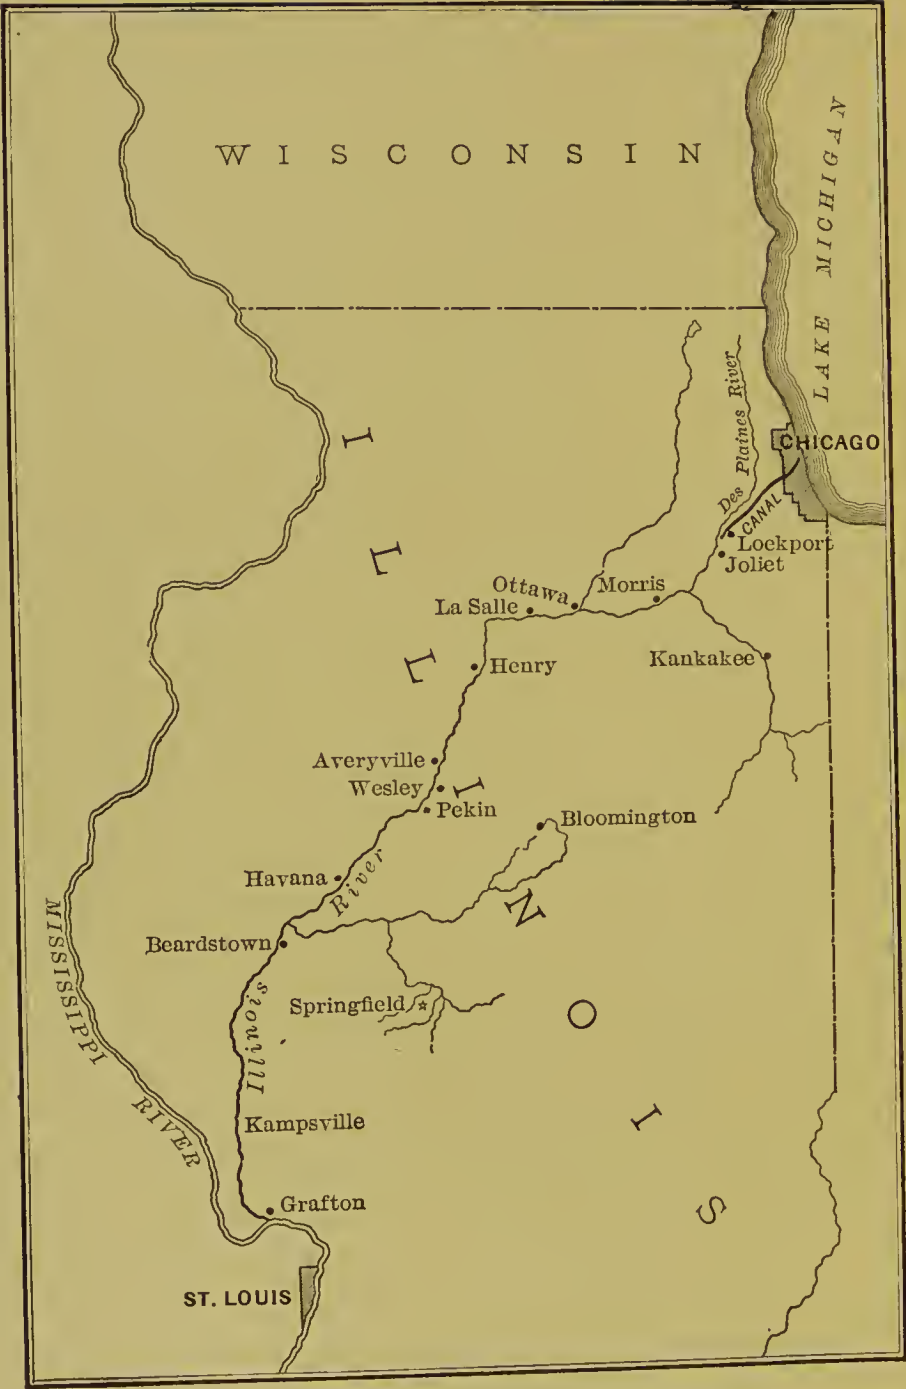 WISCONSIN
LAKE MICHIGAN
Des Plaines River
CHICAGO
CANAL
Lockport
Joliet
Ottawa
Morris
La Salle
Henry
Kankakee
Averyville
Wesley
Pekin
Bloomington
Havana
Beardstown
Springfield
Illinois River
Kampsville
Grafton
ST. LOUIS
MISSISSIPPI RIVER
ILLINOIS